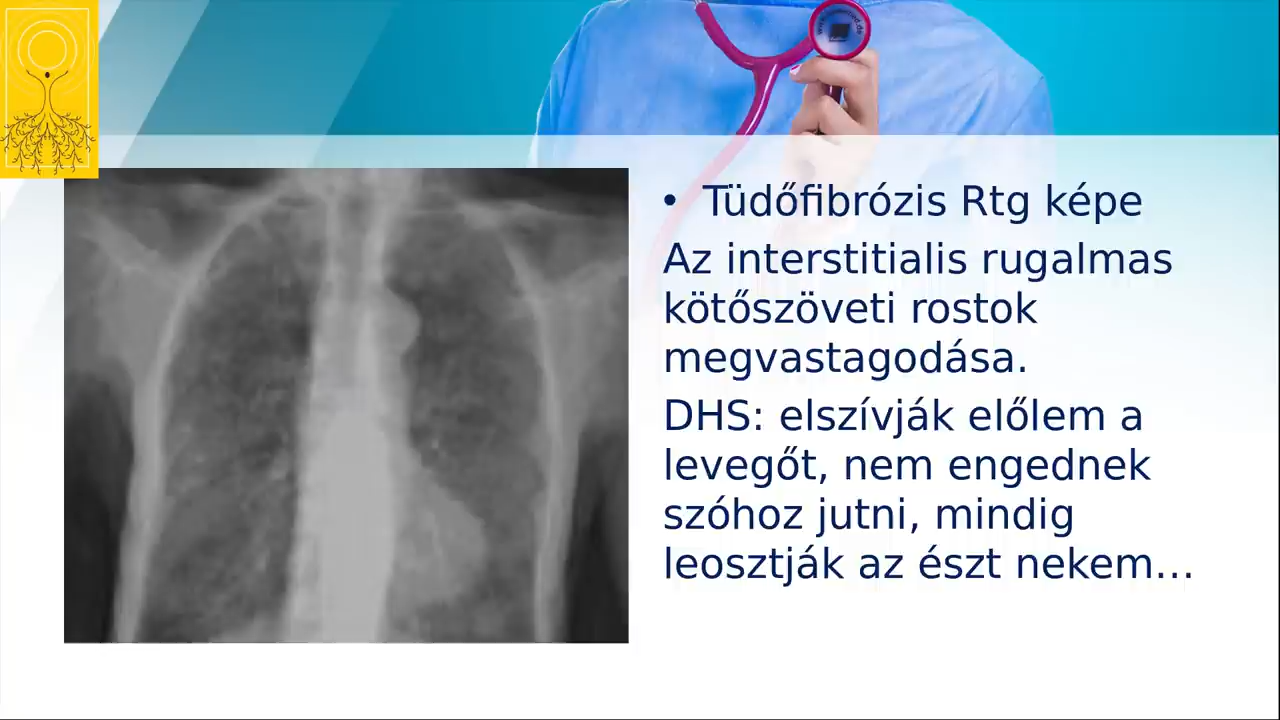 • Tüdőfibrózis Rtg képe
Az interstitialis rugalmas
kötőszöveti rostok
megvastagodása.
DHS: elszívják előlem a
levegőt, nem engednek
szóhoz jutni, mindig
leosztják az észt nekem...